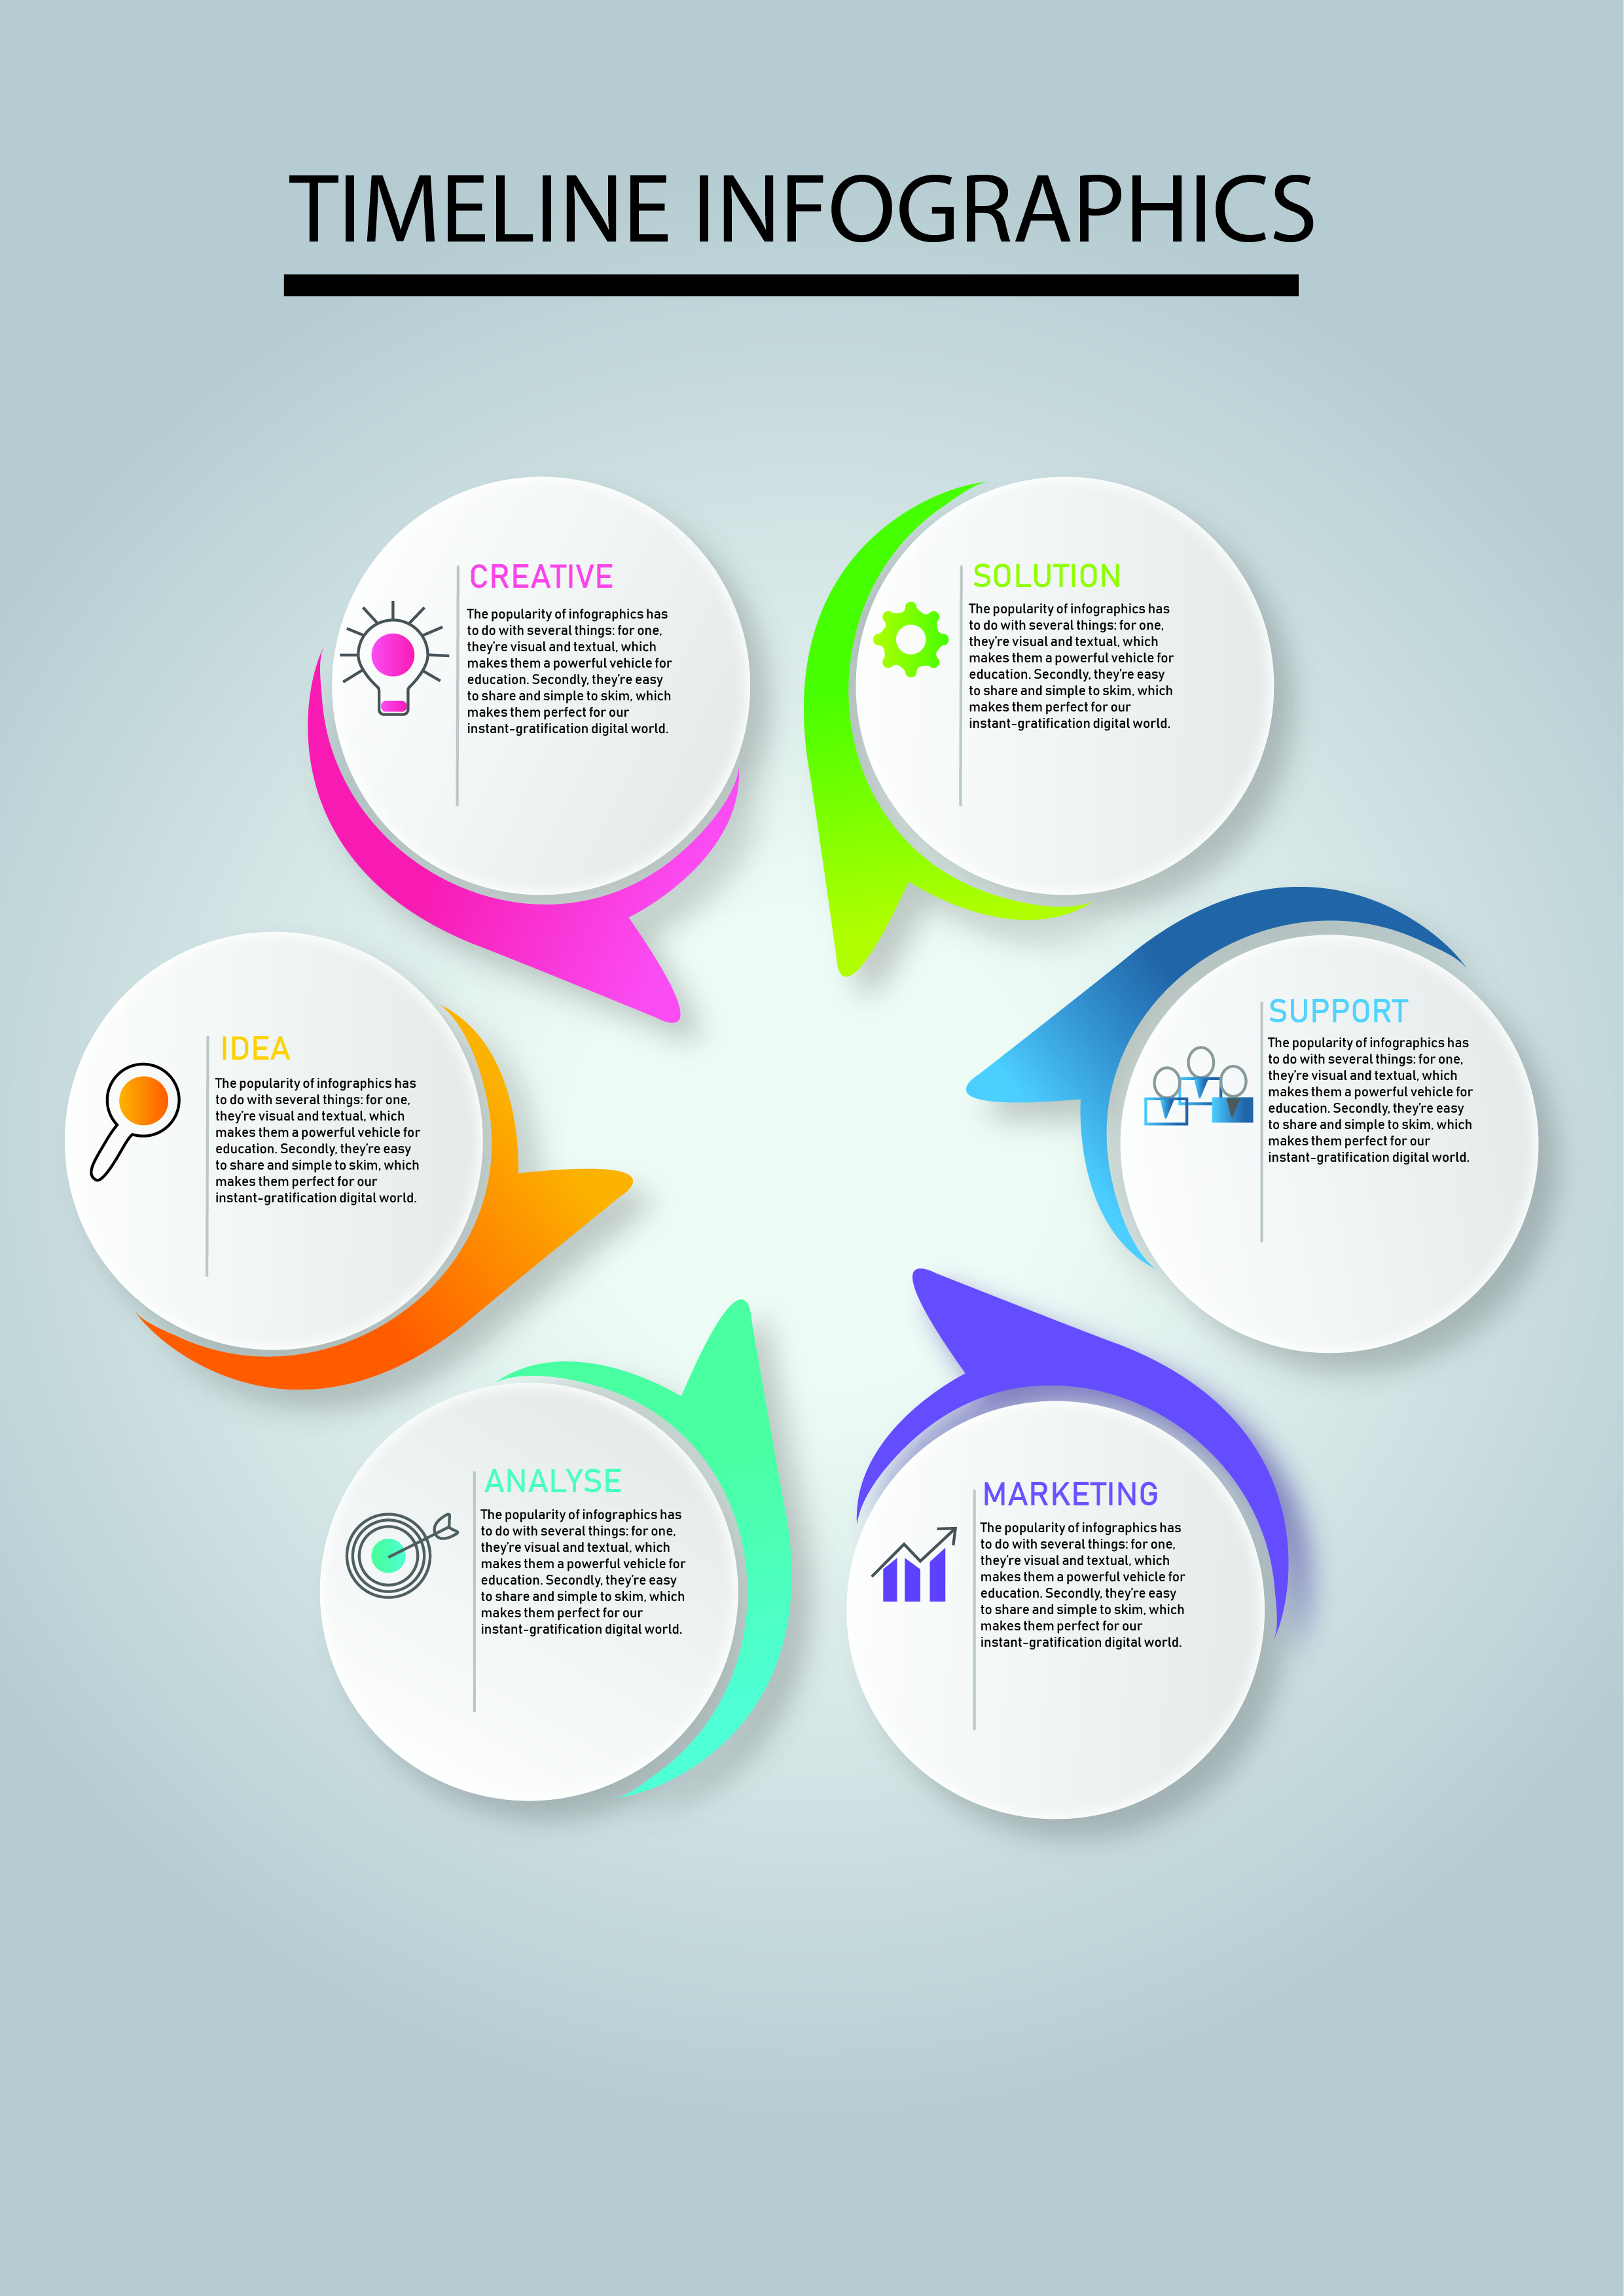 TIMELINE INFOGRAPHICS
CREATIVE
The popularity of infographics has
to do with several things: for one,
they're visual and textual, which
makes them a powerful vehicle for
education. Secondly, they're easy
to share and simple to skim, which
makes them perfect for our
instant-gratification digital world.
SOLUTION
The popularity of infographics has
to do with several things: for one,
they're visual and textual, which
makes them a powerful vehicle for
education. Secondly, they're easy
to share and simple to skim, which
makes them perfect for our
instant-gratification digital world.
IDEA
The popularity of infographics has
to do with several things: for one,
they're visual and textual, which
makes them a powerful vehicle for
education. Secondly, they're easy
to share and simple to skim, which
makes them perfect for our
instant-gratification digital world.
SUPPORT
The popularity of infographics has
to do with several things: for one,
they're visual and textual, which
makes them a powerful vehicle for
education. Secondly, they're easy
to share and simple to skim, which
makes them perfect for our
instant-gratification digital world.
ANALYSE
The popularity of infographics has
to do with several things: for one,
they're visual and textual, which
makes them a powerful vehicle for
education. Secondly, they're easy
to share and simple to skim, which
makes them perfect for our
instant-gratification digital world.
MARKETING
The popularity of infographics has
to do with several things: for one,
they're visual and textual, which
makes them a powerful vehicle for
education. Secondly, they're easy
to share and simple to skim, which
makes them perfect for our
instant-gratification digital world.